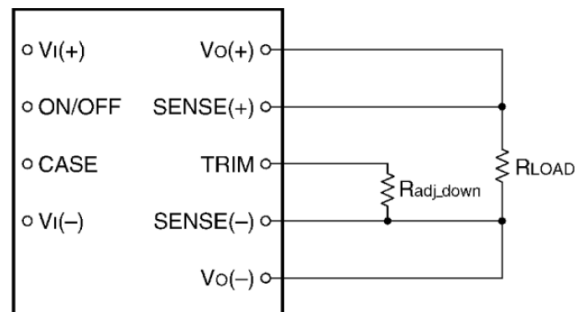 VI(+) VO(+)
ON/OFF SENSE(+)
CASE TRIM
RLOAD
Radj_down
VI(–) SENSE(–)
VO(–)